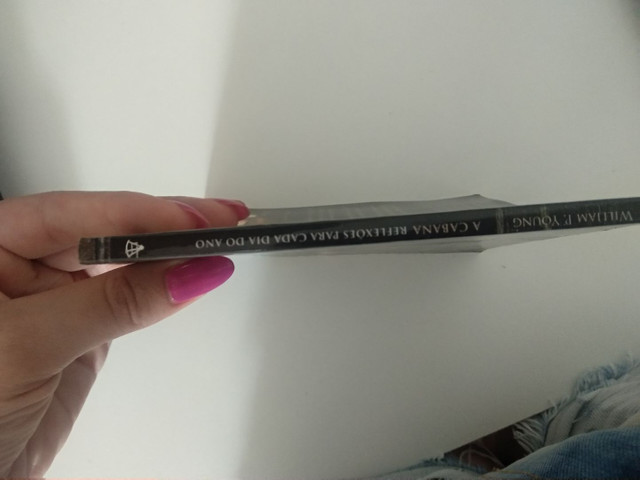 WILLIAM P. YOUNG
A CABANA REFLEXÕES PARA CADA DIA DO ANO